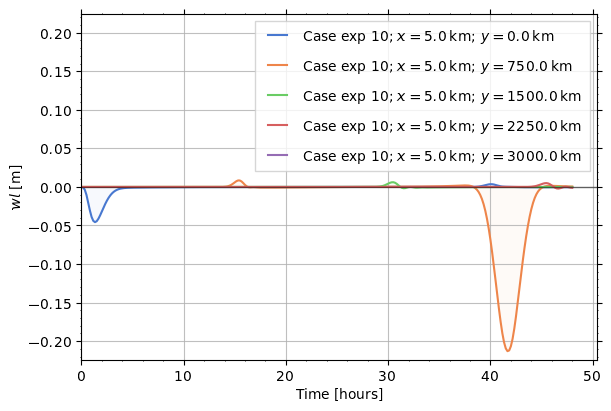 0.20
0.15
0.10
0.05
0.00
−0.05
−0.10
−0.15
−0.20
wl [m]
Case exp 10; x = 5.0 km; y = 0.0 km
Case exp 10; x = 5.0 km; y = 750.0 km
Case exp 10; x = 5.0 km; y = 1500.0 km
Case exp 10; x = 5.0 km; y = 2250.0 km
Case exp 10; x = 5.0 km; y = 3000.0 km
0 10 20 30 40 50
Time [hours]